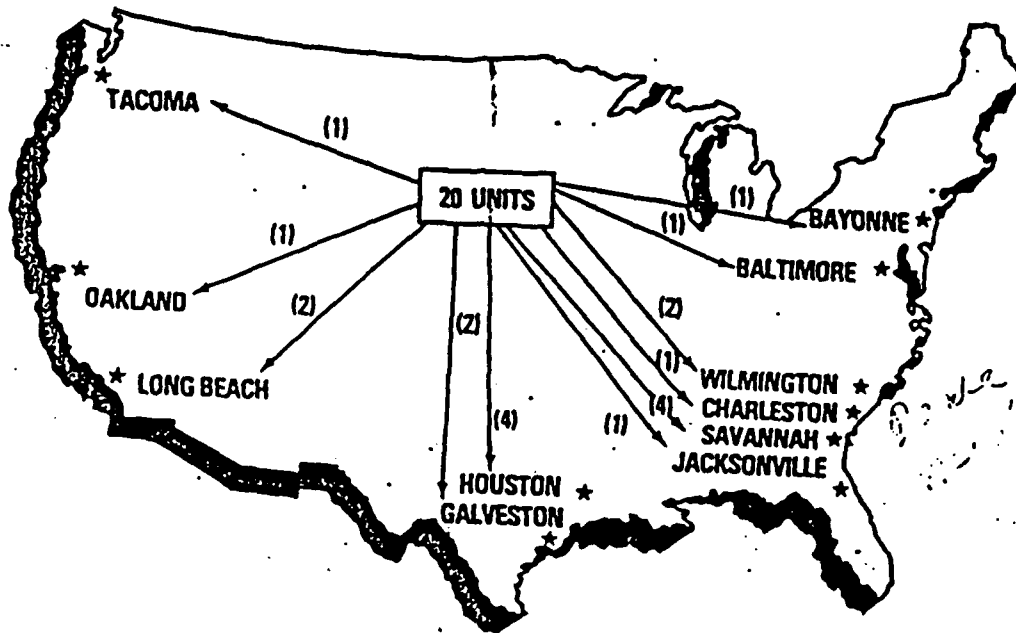 TACOMA
(1)
20 UNITS
(1)
BAYONNE
(1)
(1)
BALTIMORE
OAKLAND
(2)
(2)
(2)
LONG BEACH
(1)
WILMINGTON
(4)
CHARLESTON
(4)
(1)
SAVANNAH
JACKSONVILLE
HOUSTON
GALVESTON